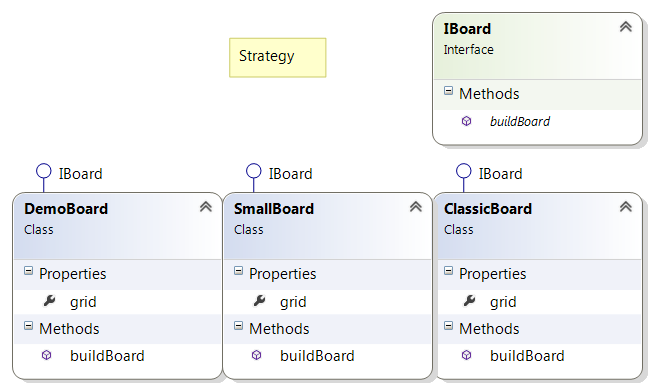 Strategy
IBoard
Interface
Methods
buildBoard
IBoard
IBoard
IBoard
DemoBoard
Class
Properties
grid
Methods
buildBoard
SmallBoard
Class
Properties
grid
Methods
buildBoard
ClassicBoard
Class
Properties
grid
Methods
buildBoard